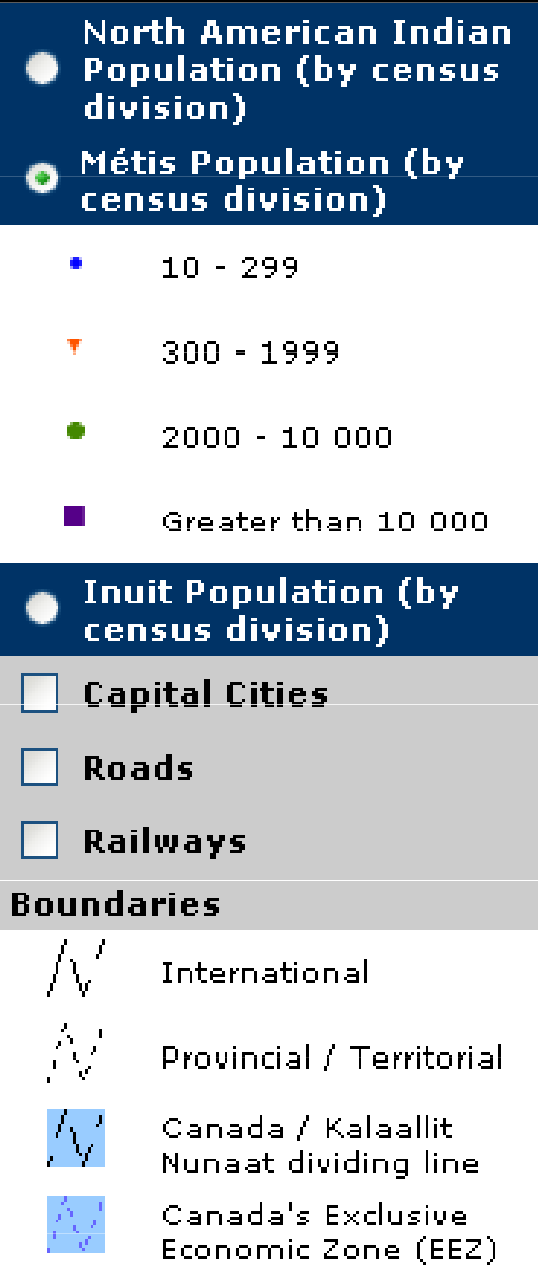 North American Indian
Population (by census
division)
Métis Population (by
census division)
10 - 299
300 - 1999
2000 - 10 000
Greater than 10 000
Inuit Population (by
census division)
Capital Cities
Roads
Railways
Boundaries
International
Provincial / Territorial
Canada / Kalaallit
Nunaat dividing line
Canada's Exclusive
Economic Zone (EEZ)